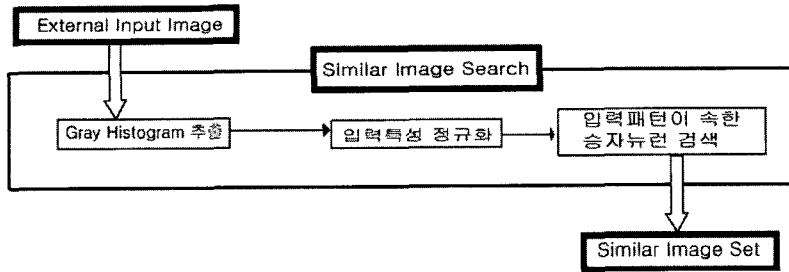 External Input Image
Similar Image Search
Gray Histogram 추출
입력특성 정규화
입력패턴이 속한
승자뉴런 검색
Similar Image Set